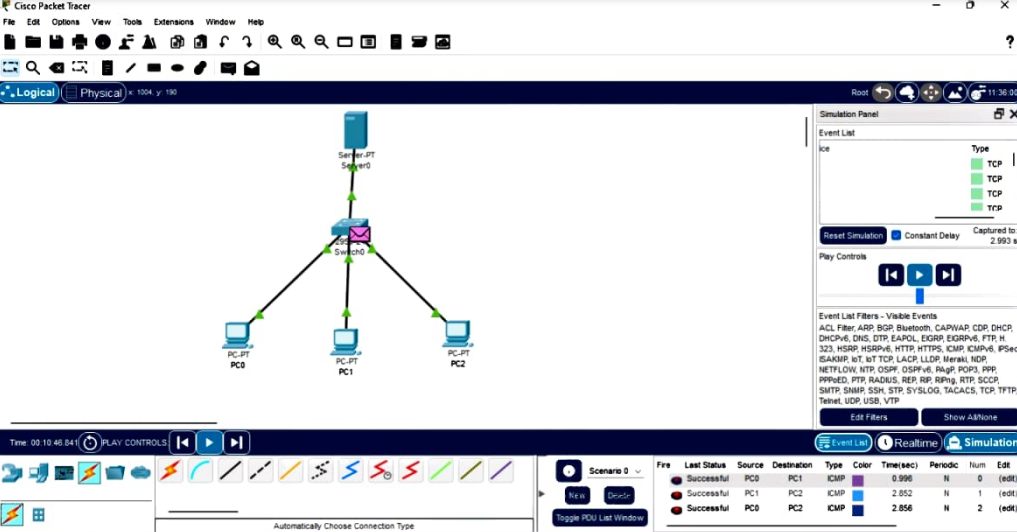 Cisco Packet Tracer
File Edit Options View Tools Extensions Window Help
?
Logical Physical x: 1004, y: 190 Root 11:36:00
Simulation Panel
Event List
ice Type
TCP
TCP
TCP
TCP
Reset Simulation Constant Delay Captured to:
2.993 s
Play Controls
Event List Filters - Visible Events
ACL Filter, ARP, BGP, Bluetooth, CAPWAP, CDP, DHCP,
DHCPv6, DNS, DTP, EAPOL, EIGRP, EIGRPv6, FTP, H.
323, HSRP, HSRPv6, HTTP, HTTPS, ICMP, ICMPv6, IPSec,
ISAKMP, IoT, IoT TCP, LACP, LLDP, Meraki, NDP,
NETFLOW, NTP, OSPF, OSPFv6, PAgP, POP3, PPP,
PPPoED, PTP, RADIUS, REP, RIP, RIPng, RTP, SCCP,
SMTP, SNMP, SSH, STP, SYSLOG, TACACS, TCP, TFTP,
Telnet, UDP, USB, VTP
Edit Filters Show All/None
Server-PT
Server0
Switch0
PC-PT
PC0
PC-PT
PC1
PC-PT
PC2
Time: 00:10:46.841 PLAY CONTROLS: Event List Realtime Simulation
Scenario 0
New Delete
Toggle PDU List Window
Fire Last Status Source Destination Type Color Time(sec) Periodic Num Edit
Successful PC0 PC1 ICMP 0.996 N 0 (edit)
Successful PC1 PC2 ICMP 2.852 N 1 (edit)
Successful PC0 PC2 ICMP 2.856 N 2 (edit)
Automatically Choose Connection Type